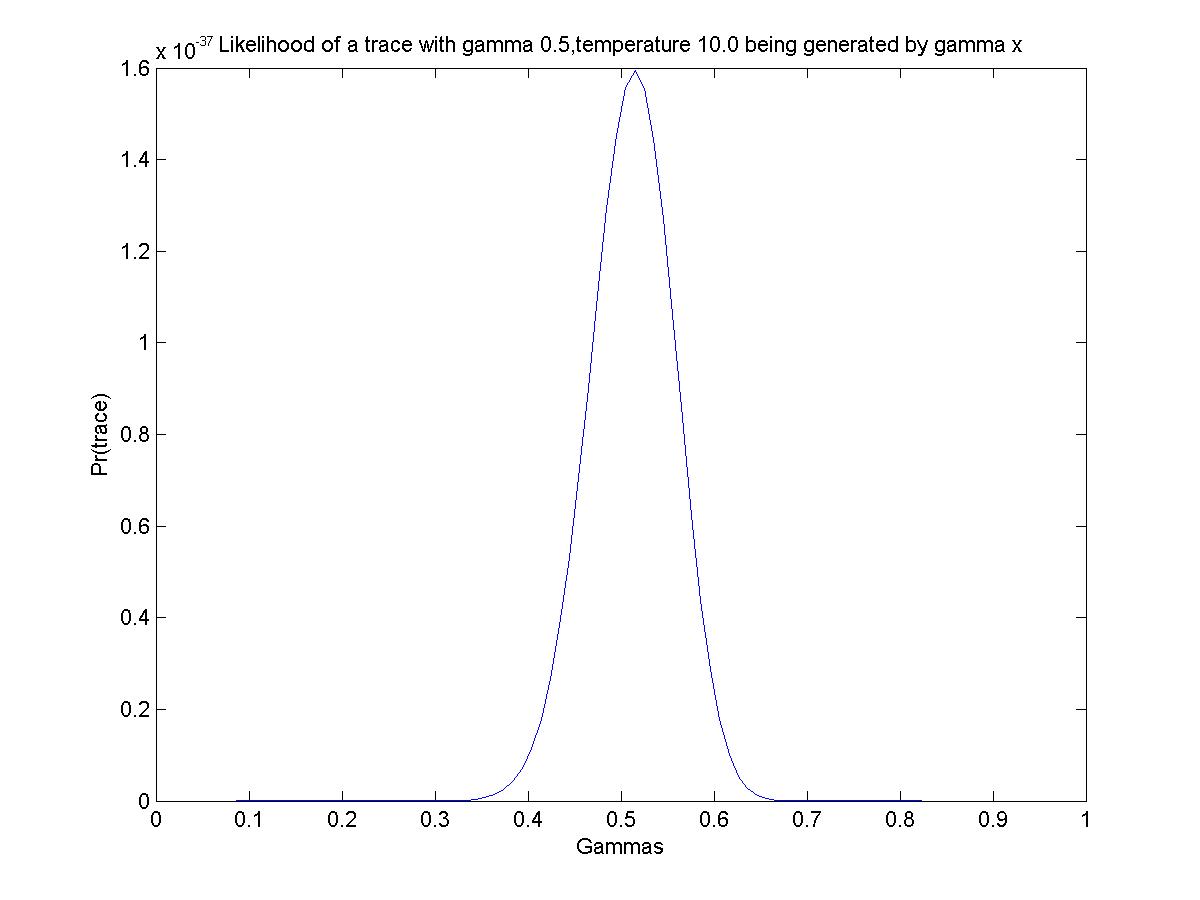 x 10-37 Likelihood of a trace with gamma 0.5,temperature 10.0 being generated by gamma x
1.6
1.4
1.2
1
0.8
0.6
0.4
0.2
0
Pr(trace)
0 0.1 0.2 0.3 0.4 0.5 0.6 0.7 0.8 0.9 1
Gammas